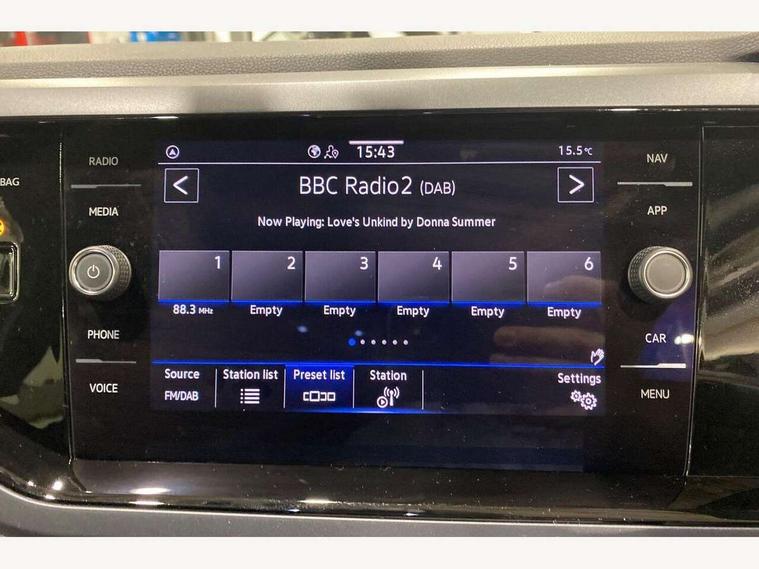 BAG
RADIO
MEDIA
PHONE
VOICE
15:43
15.5°C
BBC Radio2 (DAB)
Now Playing: Love's Unkind by Donna Summer
1 2 3 4 5 6
88.3 MHz Empty Empty Empty Empty Empty
Source Station list Preset list Station Settings
FM/DAB
NAV
APP
CAR
MENU